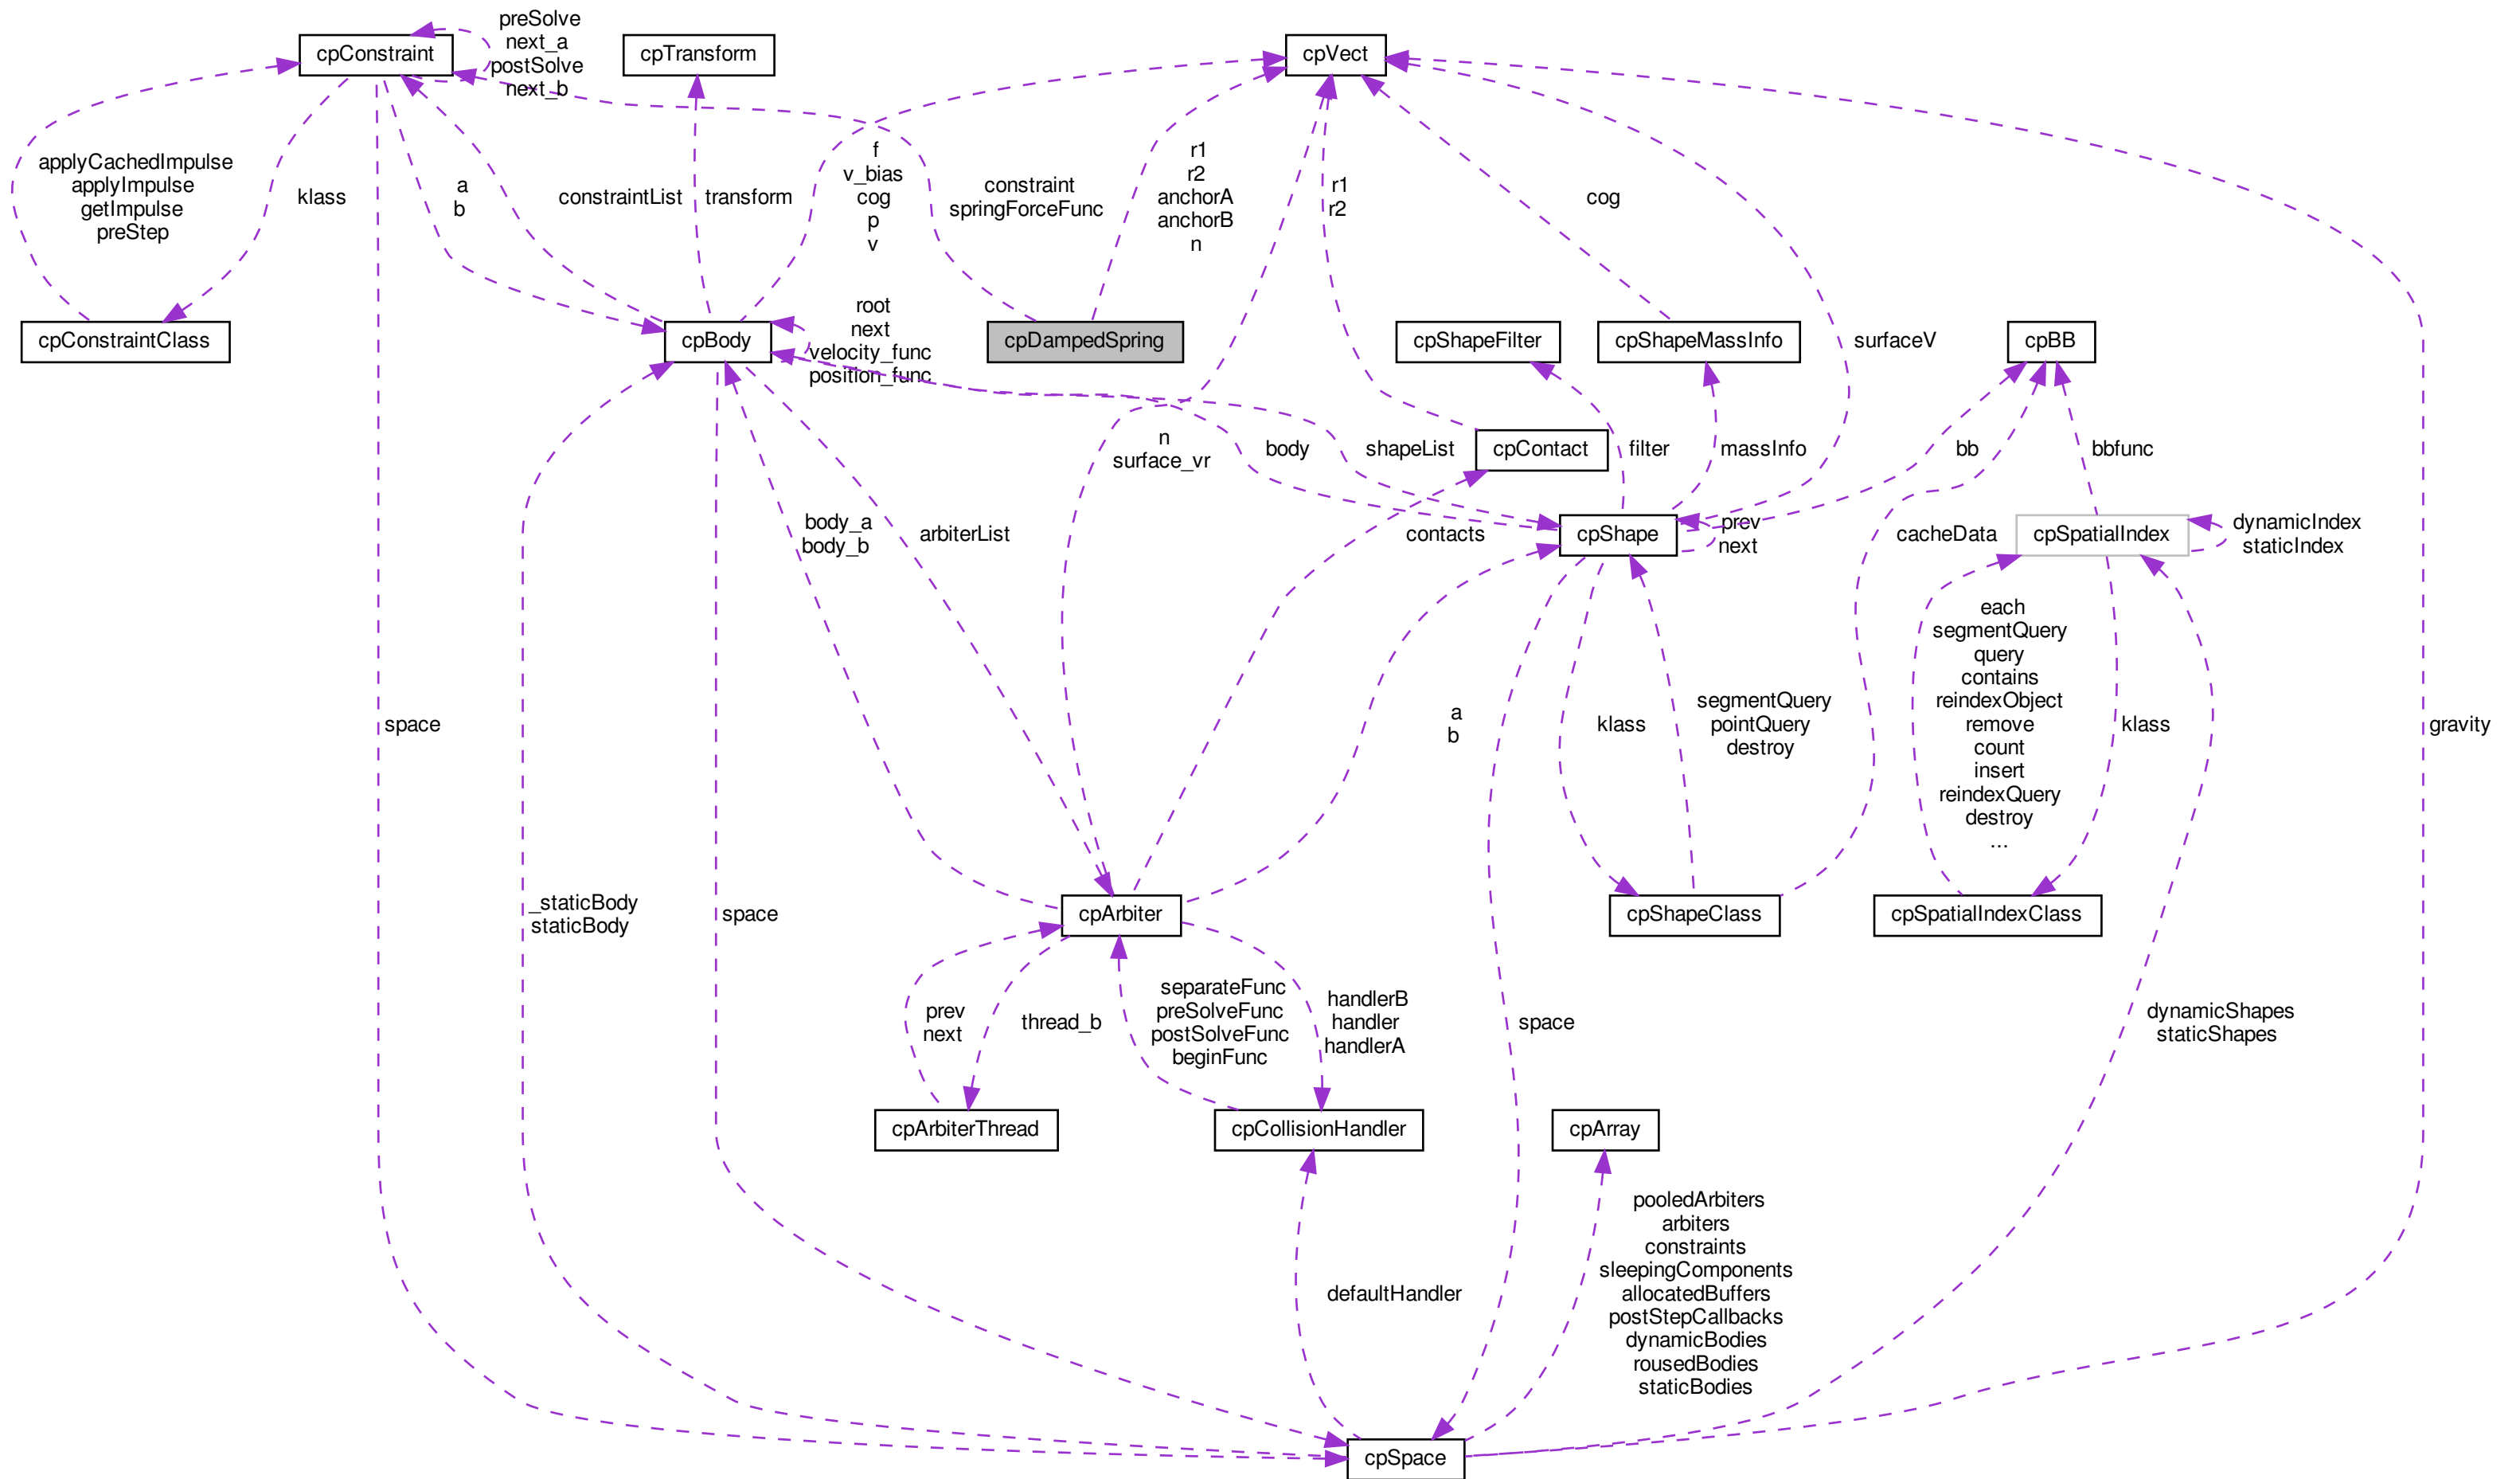 preSolve
next_a
postSolve
next_b
cpConstraint
cpTransform
cpVect
applyCachedImpulse
applyImpulse
getImpulse
preStep
klass
a
b
constraintList
transform
f
v_bias
cog
p
v
constraint
springForceFunc
r1
r2
anchorA
anchorB
n
r1
r2
cog
surfaceV
cpConstraintClass
cpBody
root
next
velocity_func
position_func
cpDampedSpring
cpShapeFilter
cpShapeMassInfo
cpBB
n
surface_vr
body
shapeList
cpContact
filter
massInfo
bb
bbfunc
body_a
body_b
arbiterList
contacts
cpShape
prev
next
cacheData
cpSpatialIndex
dynamicIndex
staticIndex
space
a
b
klass
segmentQuery
pointQuery
destroy
each
segmentQuery
query
contains
reindexObject
remove
count
insert
reindexQuery
destroy
...
klass
gravity
_staticBody
staticBody
space
cpArbiter
cpShapeClass
cpSpatialIndexClass
prev
next
thread_b
separateFunc
preSolveFunc
postSolveFunc
beginFunc
handlerB
handler
handlerA
space
dynamicShapes
staticShapes
cpArbiterThread
cpCollisionHandler
cpArray
defaultHandler
pooledArbiters
arbiters
constraints
sleepingComponents
allocatedBuffers
postStepCallbacks
dynamicBodies
rousedBodies
staticBodies
cpSpace